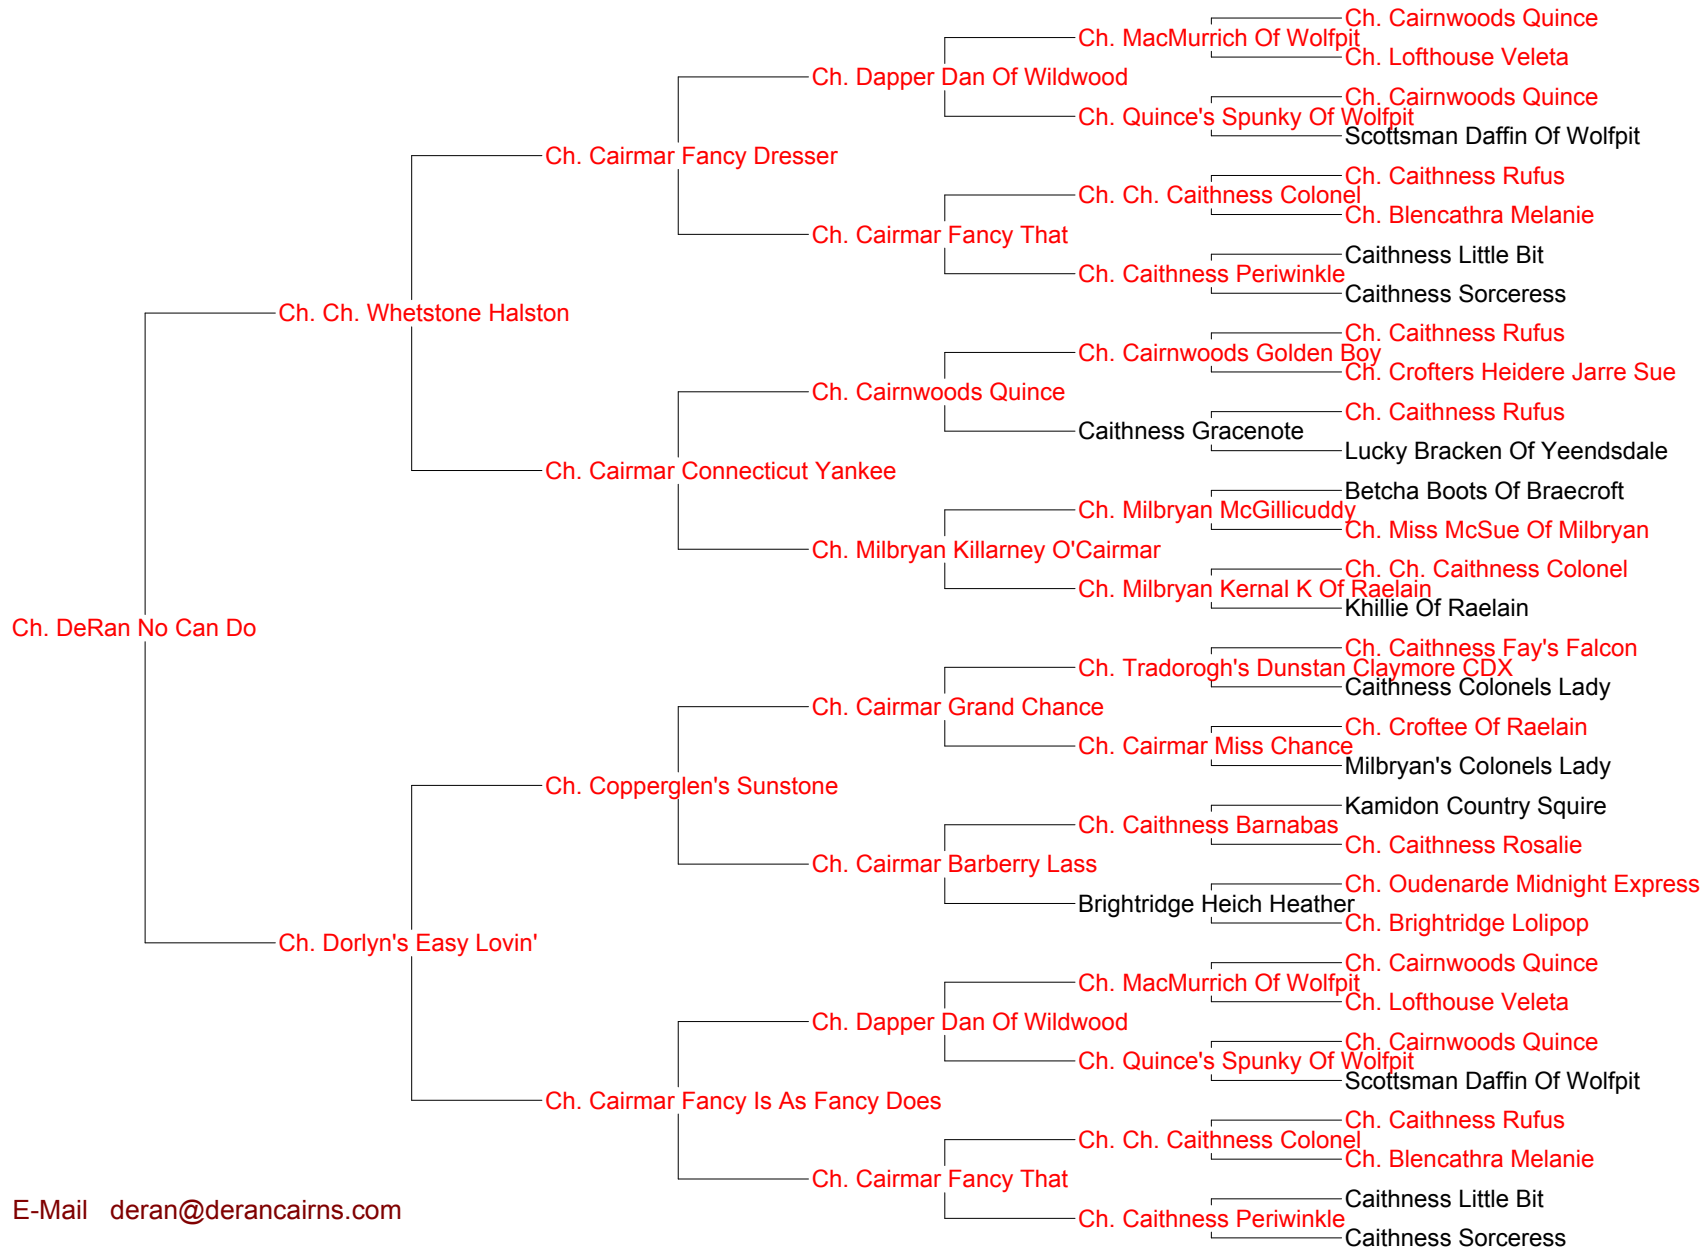 Ch. Cairnwoods Quince
Ch. MacMurrich Of Wolfpit
Ch. Lofthouse Veleta
Ch. Dapper Dan Of Wildwood
Ch. Cairnwoods Quince
Ch. Quince's Spunky Of Wolfpit
Scottsman Daffin Of Wolfpit
Ch. Cairmar Fancy Dresser
Ch. Caithness Rufus
Ch. Ch. Caithness Colonel
Ch. Blencathra Melanie
Ch. Cairmar Fancy That
Caithness Little Bit
Ch. Caithness Periwinkle
Caithness Sorceress
Ch. Ch. Whetstone Halston
Ch. Caithness Rufus
Ch. Cairnwoods Golden Boy
Ch. Crofters Heidere Jarre Sue
Ch. Cairnwoods Quince
Ch. Caithness Rufus
Caithness Gracenote
Lucky Bracken Of Yeendsdale
Ch. Cairmar Connecticut Yankee
Betcha Boots Of Braecroft
Ch. Milbryan McGillicuddy
Ch. Miss McSue Of Milbryan
Ch. Milbryan Killarney O'Cairmar
Ch. Ch. Caithness Colonel
Ch. Milbryan Kernal K Of Raelain
Khillie Of Raelain
Ch. DeRan No Can Do
Ch. Caithness Fay's Falcon
Ch. Tradorogh's Dunstan Claymore CDX
Caithness Colonels Lady
Ch. Cairmar Grand Chance
Ch. Croftee Of Raelain
Ch. Cairmar Miss Chance
Milbryan's Colonels Lady
Ch. Copperglen's Sunstone
Kamidon Country Squire
Ch. Caithness Barnabas
Ch. Caithness Rosalie
Ch. Cairmar Barberry Lass
Ch. Oudenarde Midnight Express
Brightridge Heich Heather
Ch. Brightridge Lolipop
Ch. Dorlyn's Easy Lovin'
Ch. Cairnwoods Quince
Ch. MacMurrich Of Wolfpit
Ch. Lofthouse Veleta
Ch. Dapper Dan Of Wildwood
Ch. Cairnwoods Quince
Ch. Quince's Spunky Of Wolfpit
Scottsman Daffin Of Wolfpit
Ch. Cairmar Fancy Is As Fancy Does
Ch. Caithness Rufus
Ch. Ch. Caithness Colonel
Ch. Blencathra Melanie
Ch. Cairmar Fancy That
Caithness Little Bit
Ch. Caithness Periwinkle
Caithness Sorceress
E-Mail deran@derancairns.com